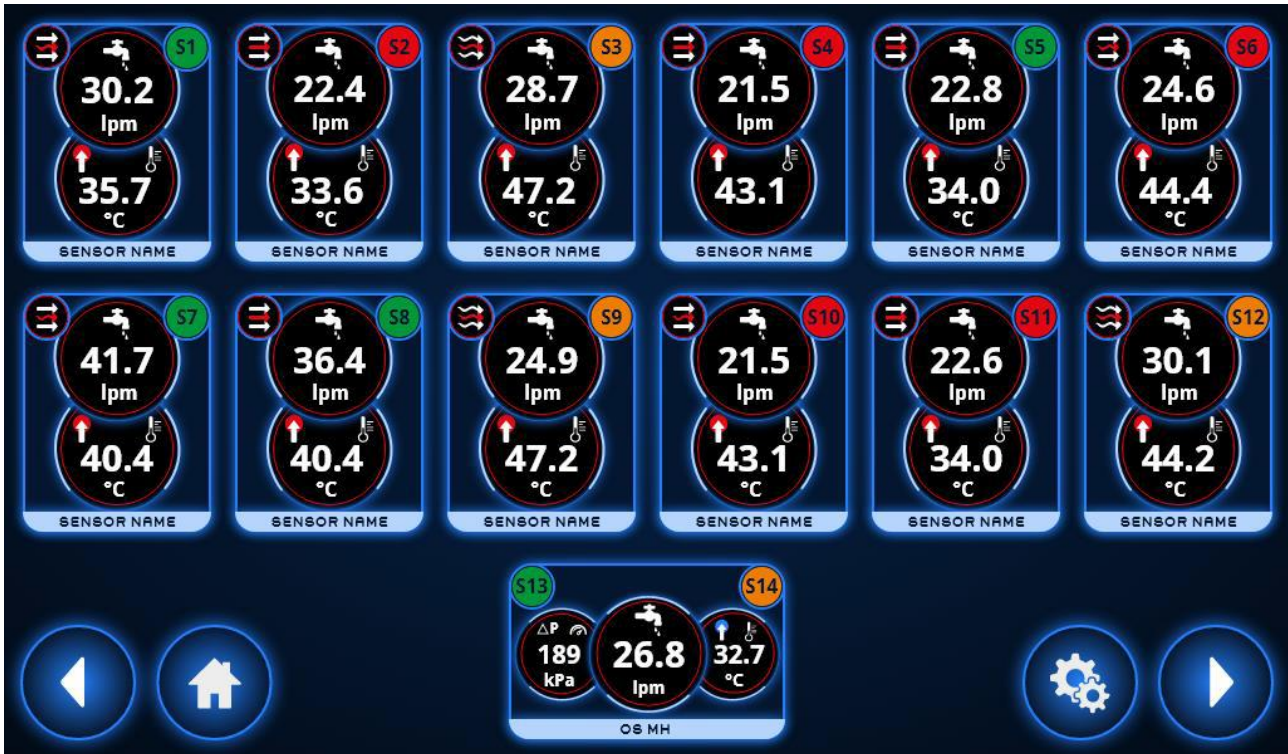 S1 S2 S3 S4 S5 S6
30.2 22.4 28.7 21.5 22.8 24.6
lpm lpm lpm lpm lpm lpm
35.7 33.6 47.2 43.1 34.0 44.4
°C °C °C °C °C
SENSOR NAME SENSOR NAME SENSOR NAME SENSOR NAME SENSOR NAME SENSOR NAME
S7 S8 S9 S10 S11 S12
41.7 36.4 24.9 21.5 22.6 30.1
lpm lpm lpm lpm lpm lpm
40.4 40.4 47.2 43.1 34.0 44.2
°C °C °C °C °C °C
SENSOR NAME SENSOR NAME SENSOR NAME SENSOR NAME SENSOR NAME SENSOR NAME
S13 S14
△P
189 26.8 32.7
kPa lpm °C
OS MH